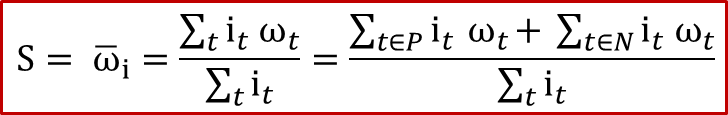 S = ω̅ᵢ = ∑ₜ iₜ ωₜ / ∑ₜ iₜ = (∑ₜ∈P iₜ ωₜ + ∑ₜ∈N iₜ ωₜ) / ∑ₜ iₜ